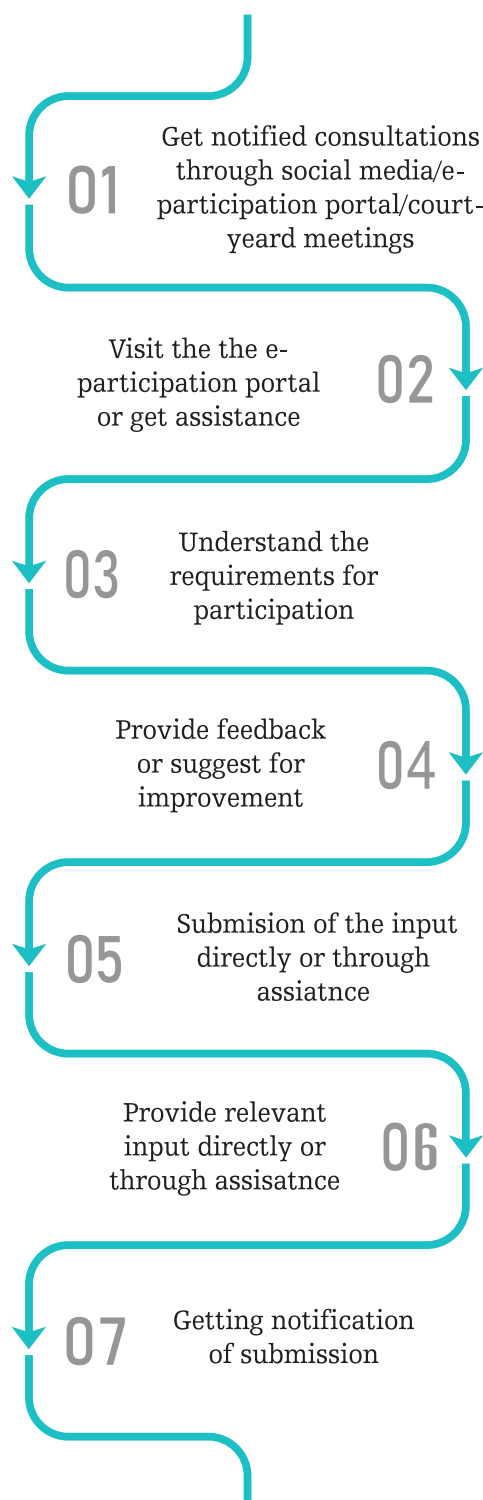 01
Get notified consultations
through social media/e-
participation portal/court-
yeard meetings
Visit the the e-
participation portal
or get assistance
02
03
Understand the
requirements for
participation
Provide feedback
or suggest for
improvement
04
05
Submision of the input
directly or through
assiatnce
Provide relevant
input directly or
through assisatnce
06
07
Getting notification
of submission